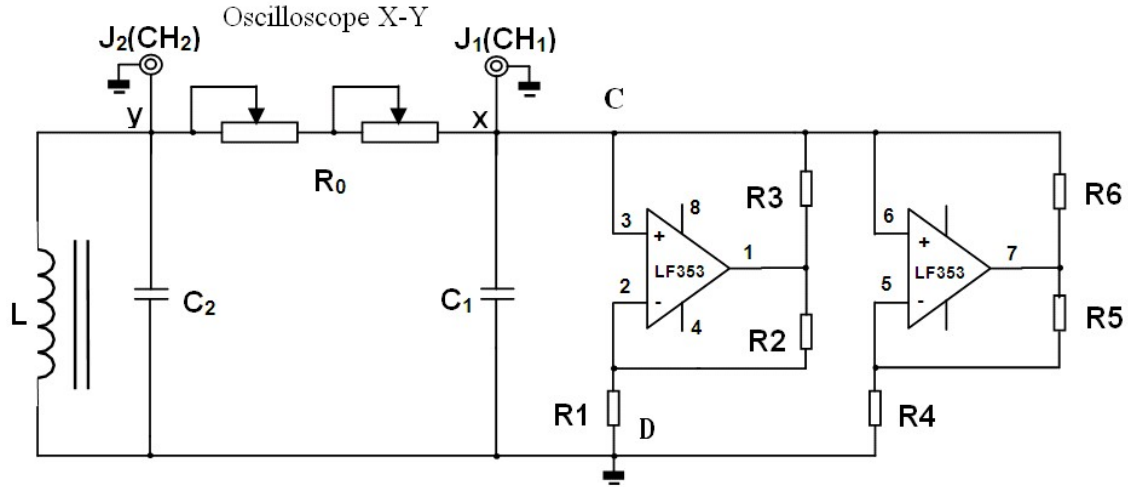 Oscilloscope X-Y
J₂(CH₂)
J₁(CH₁)
y
x
C
R₀
R3
R6
3
+
8
LF353
1
2
-
4
6
+
LF353
7
5
-
L
C₂
C₁
R2
R5
R1
D
R4